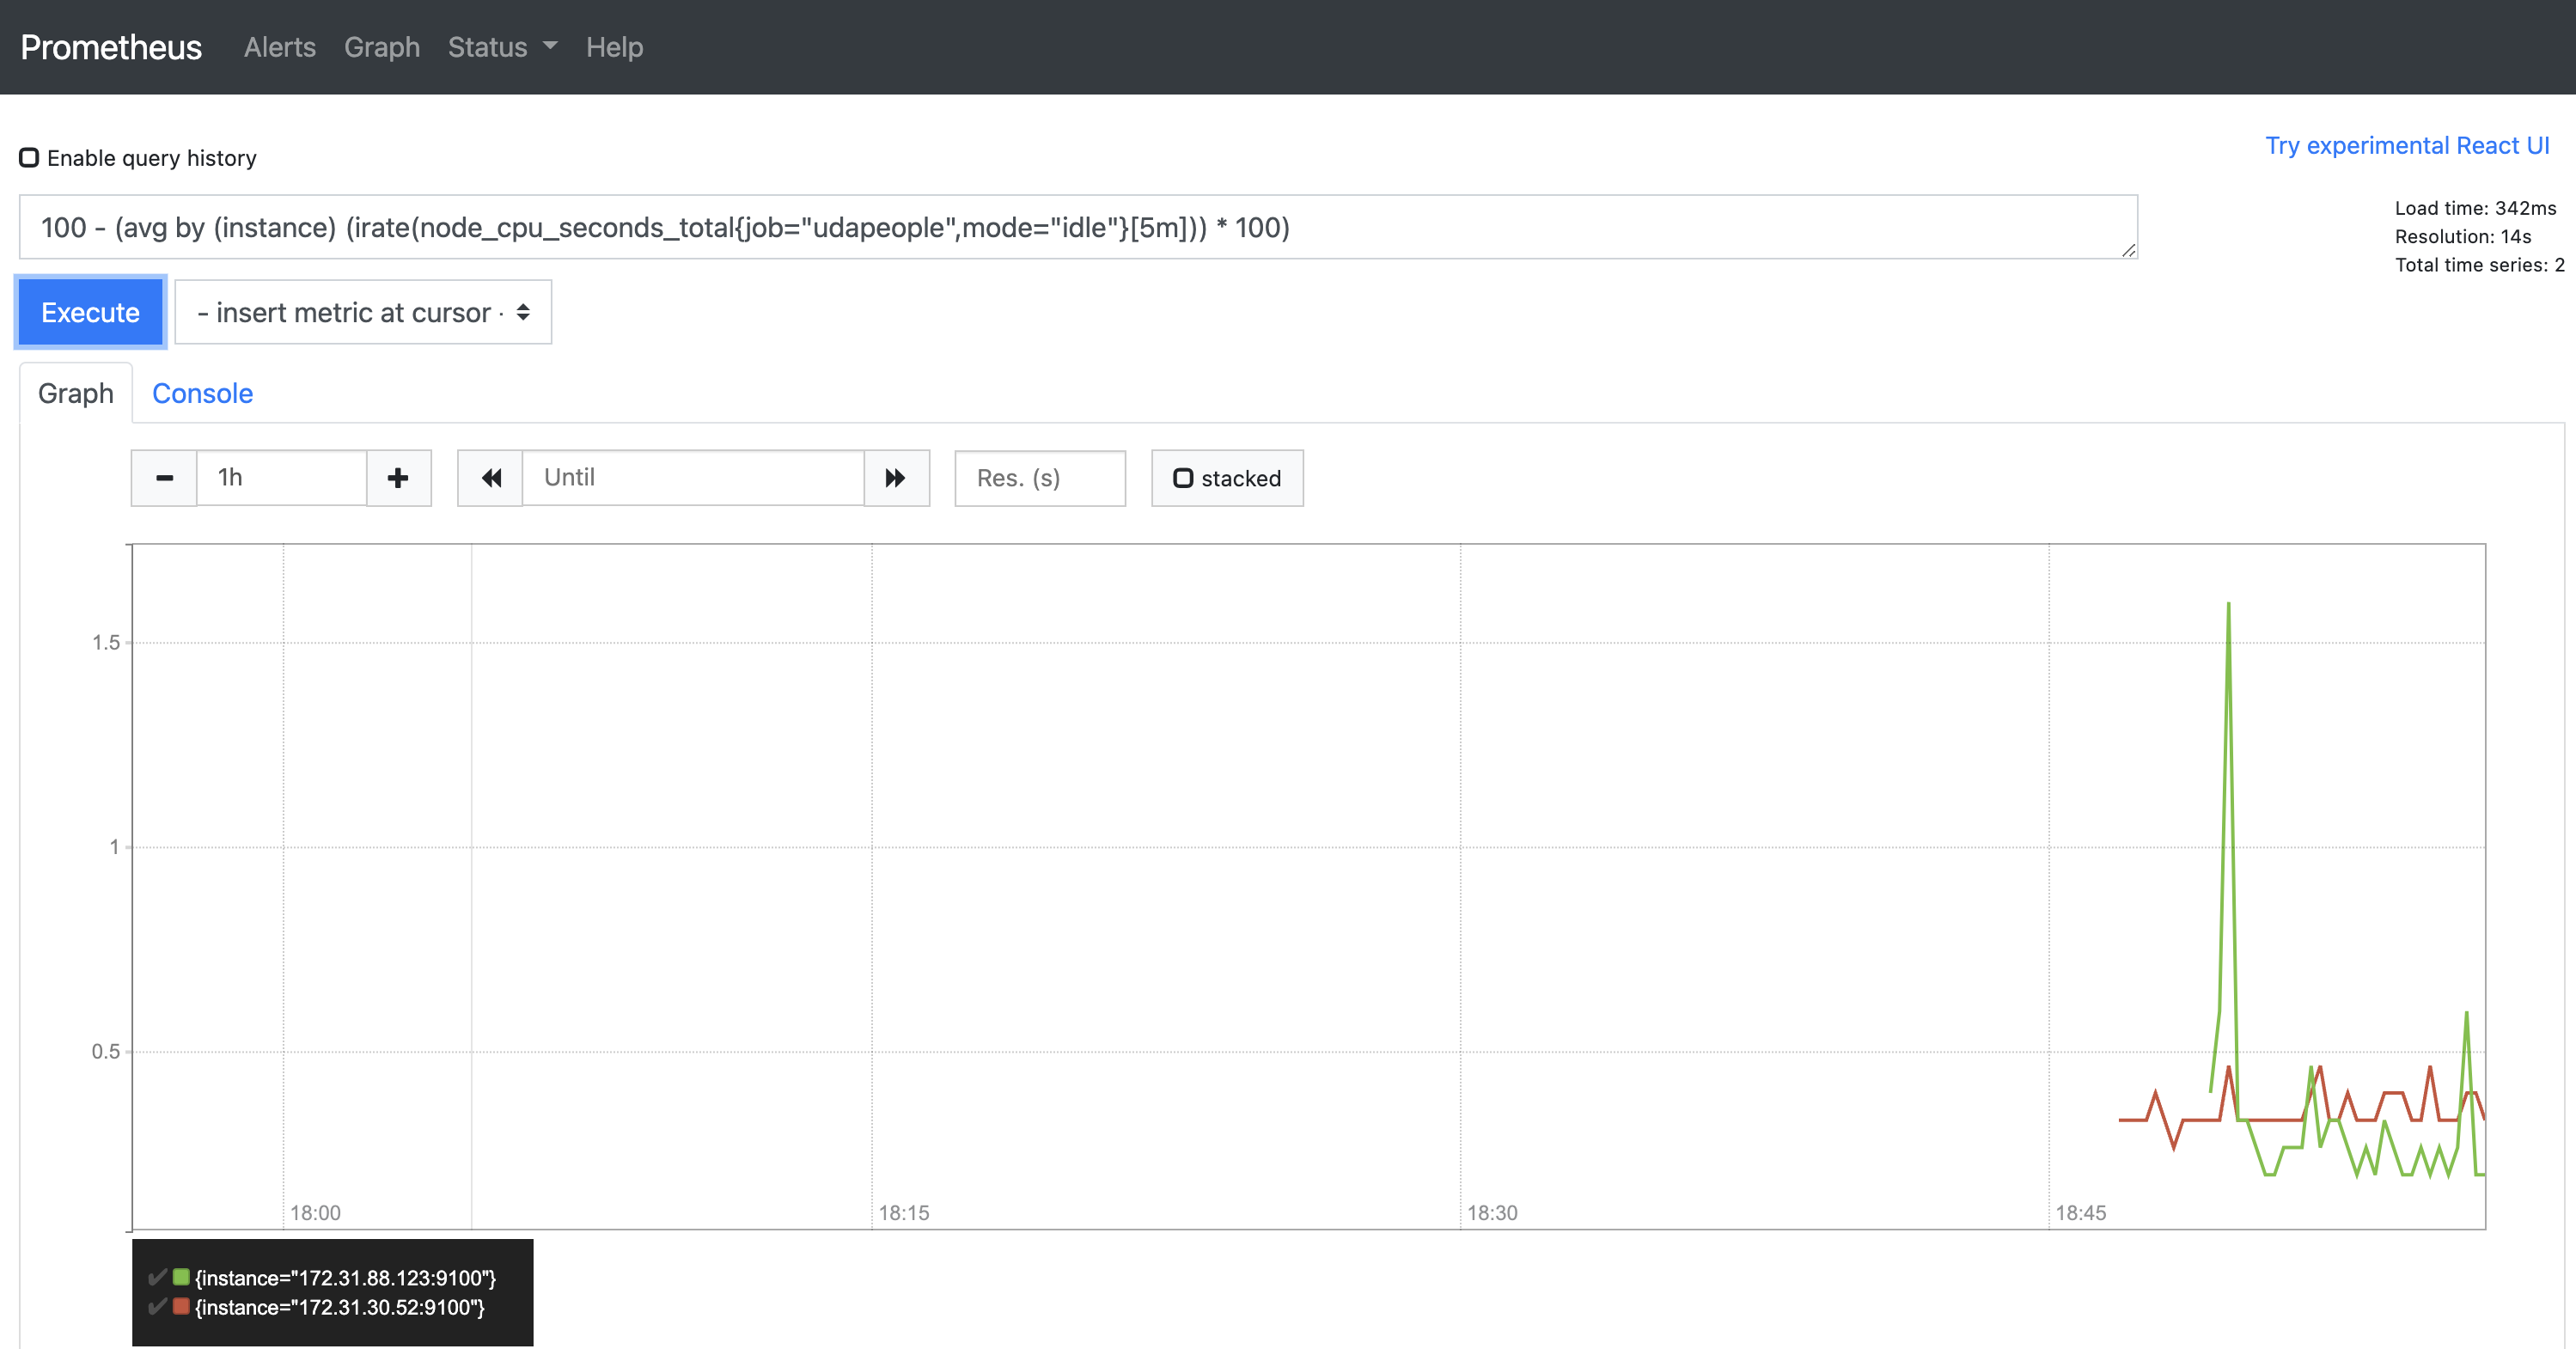 Prometheus Alerts Graph Status Help
Enable query history
Try experimental React UI
100 - (avg by (instance) (irate(node_cpu_seconds_total{job="udapeople",mode="idle"}[5m])) * 100)
Load time: 342ms
Resolution: 14s
Total time series: 2
Execute
- insert metric at cursor ·
Graph Console
1h
Until
Res. (s)
stacked
1.5
1
0.5
18:00 18:15 18:30 18:45
{instance="172.31.88.123:9100"}
{instance="172.31.30.52:9100"}